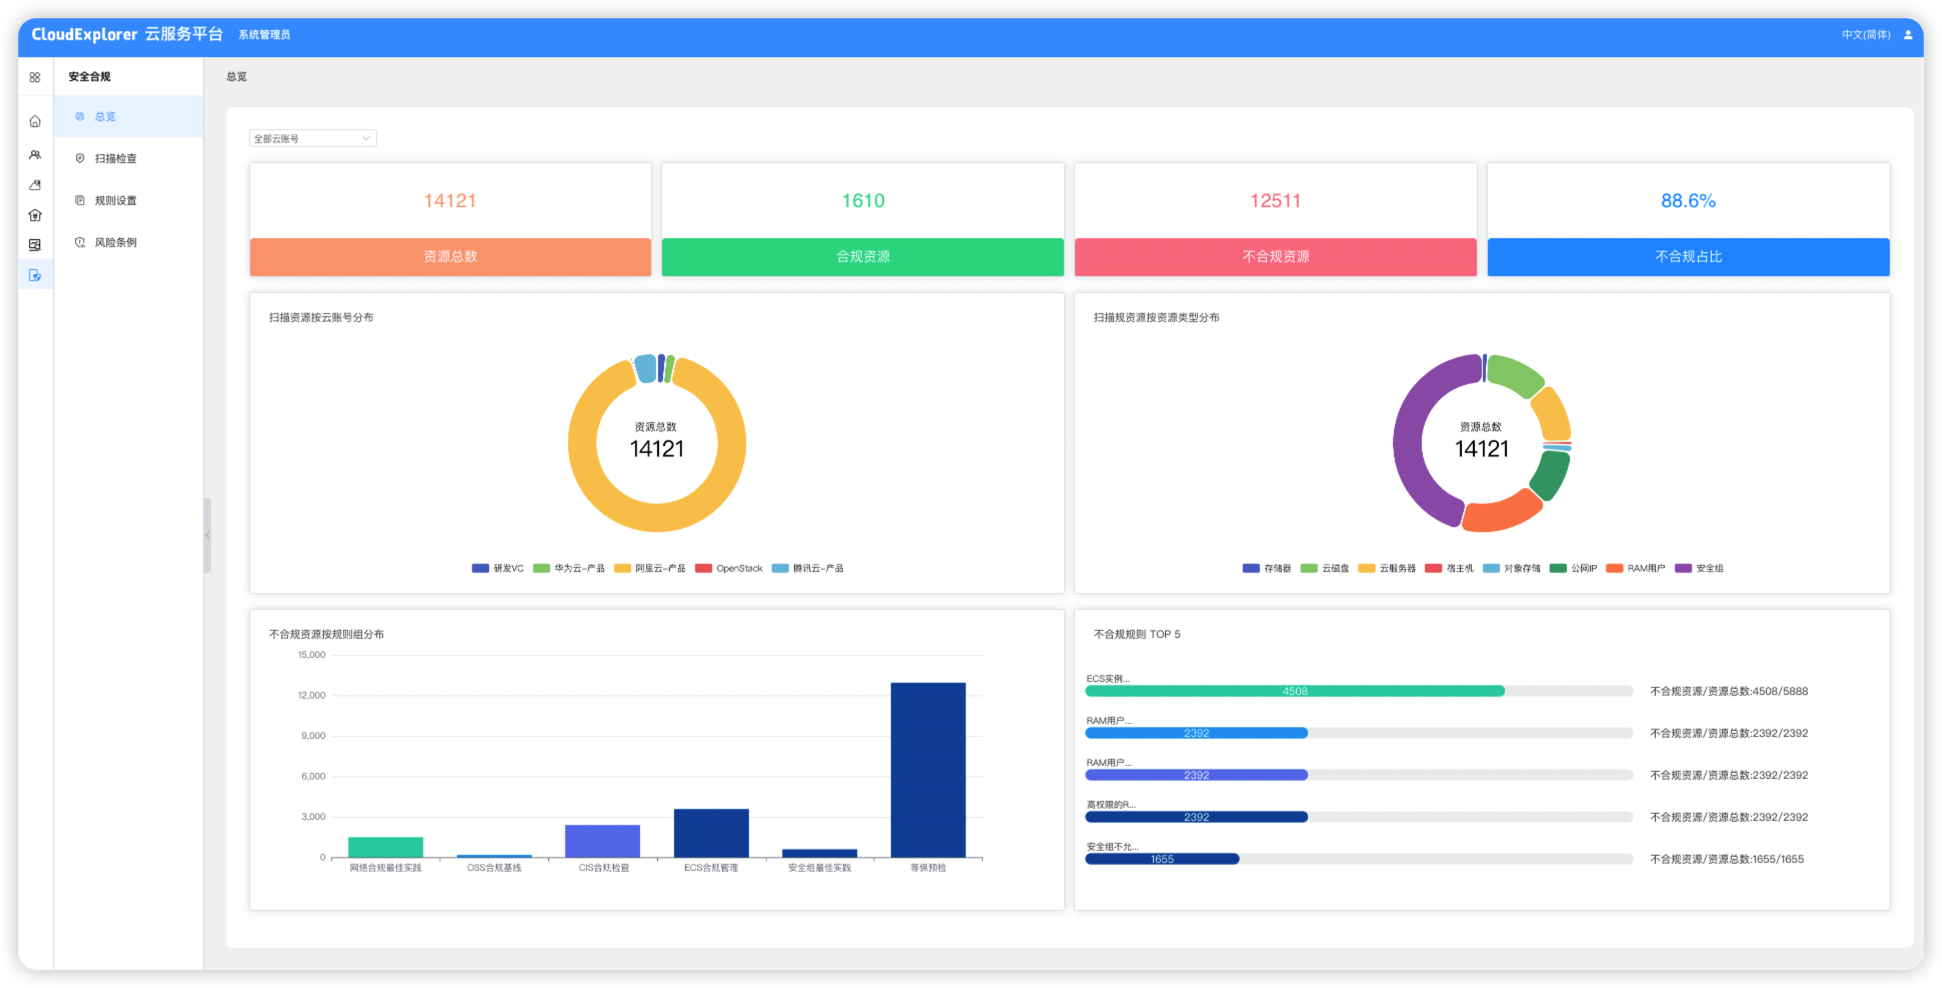 CloudExplorer 云服务平台 系统管理员 中文(简体)
安全合规
总览
扫描检查
规则设置
风险条例
总览
全部云账号
14121
资源总数
1610
合规资源
12511
不合规资源
88.6%
不合规占比
扫描资源按云账号分布
资源总数
14121
研发VC 华为云-产品 阿里云-产品 OpenStack 腾讯云-产品
扫描规资源按资源类型分布
资源总数
14121
存储器 云磁盘 云服务器 宿主机 对象存储 公网IP RAM用户 安全组
不合规资源按规则组分布
15,000
12,000
9,000
6,000
3,000
0
网络合规最佳实践 OSS合规基线 CIS合规检查 ECS合规管理 安全组最佳实践 等保预检
不合规规则 TOP 5
ECS实例...
4508 不合规资源/资源总数:4508/5888
RAM用户...
2392 不合规资源/资源总数:2392/2392
RAM用户...
2392 不合规资源/资源总数:2392/2392
高权限的R...
2392 不合规资源/资源总数:2392/2392
安全组不允...
1655 不合规资源/资源总数:1655/1655